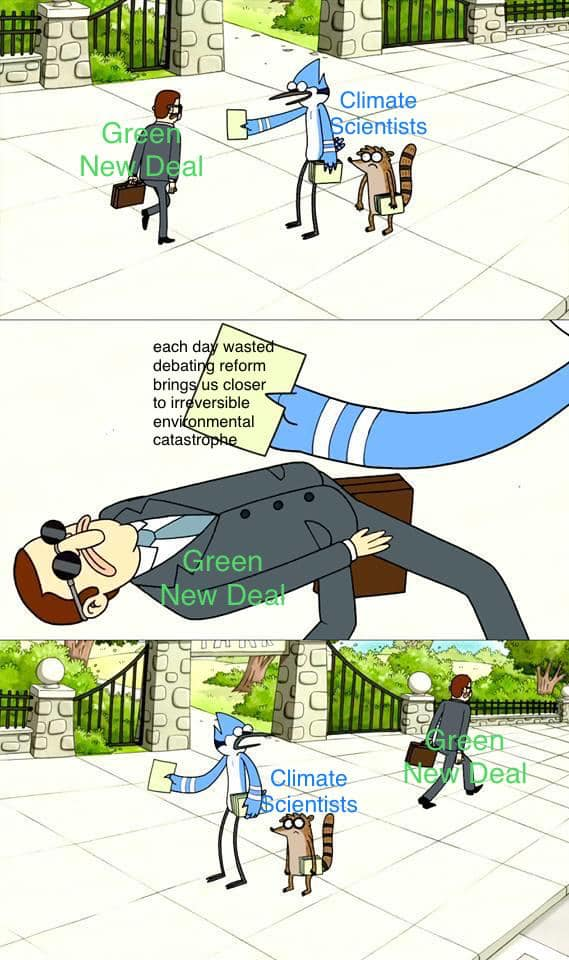 Climate
Scientists
Green
New Deal
each day wasted
debating reform
brings us closer
to irreversible
environmental
catastrophe
Green
New Deal
PARK
Green
New Deal
Climate
Scientists